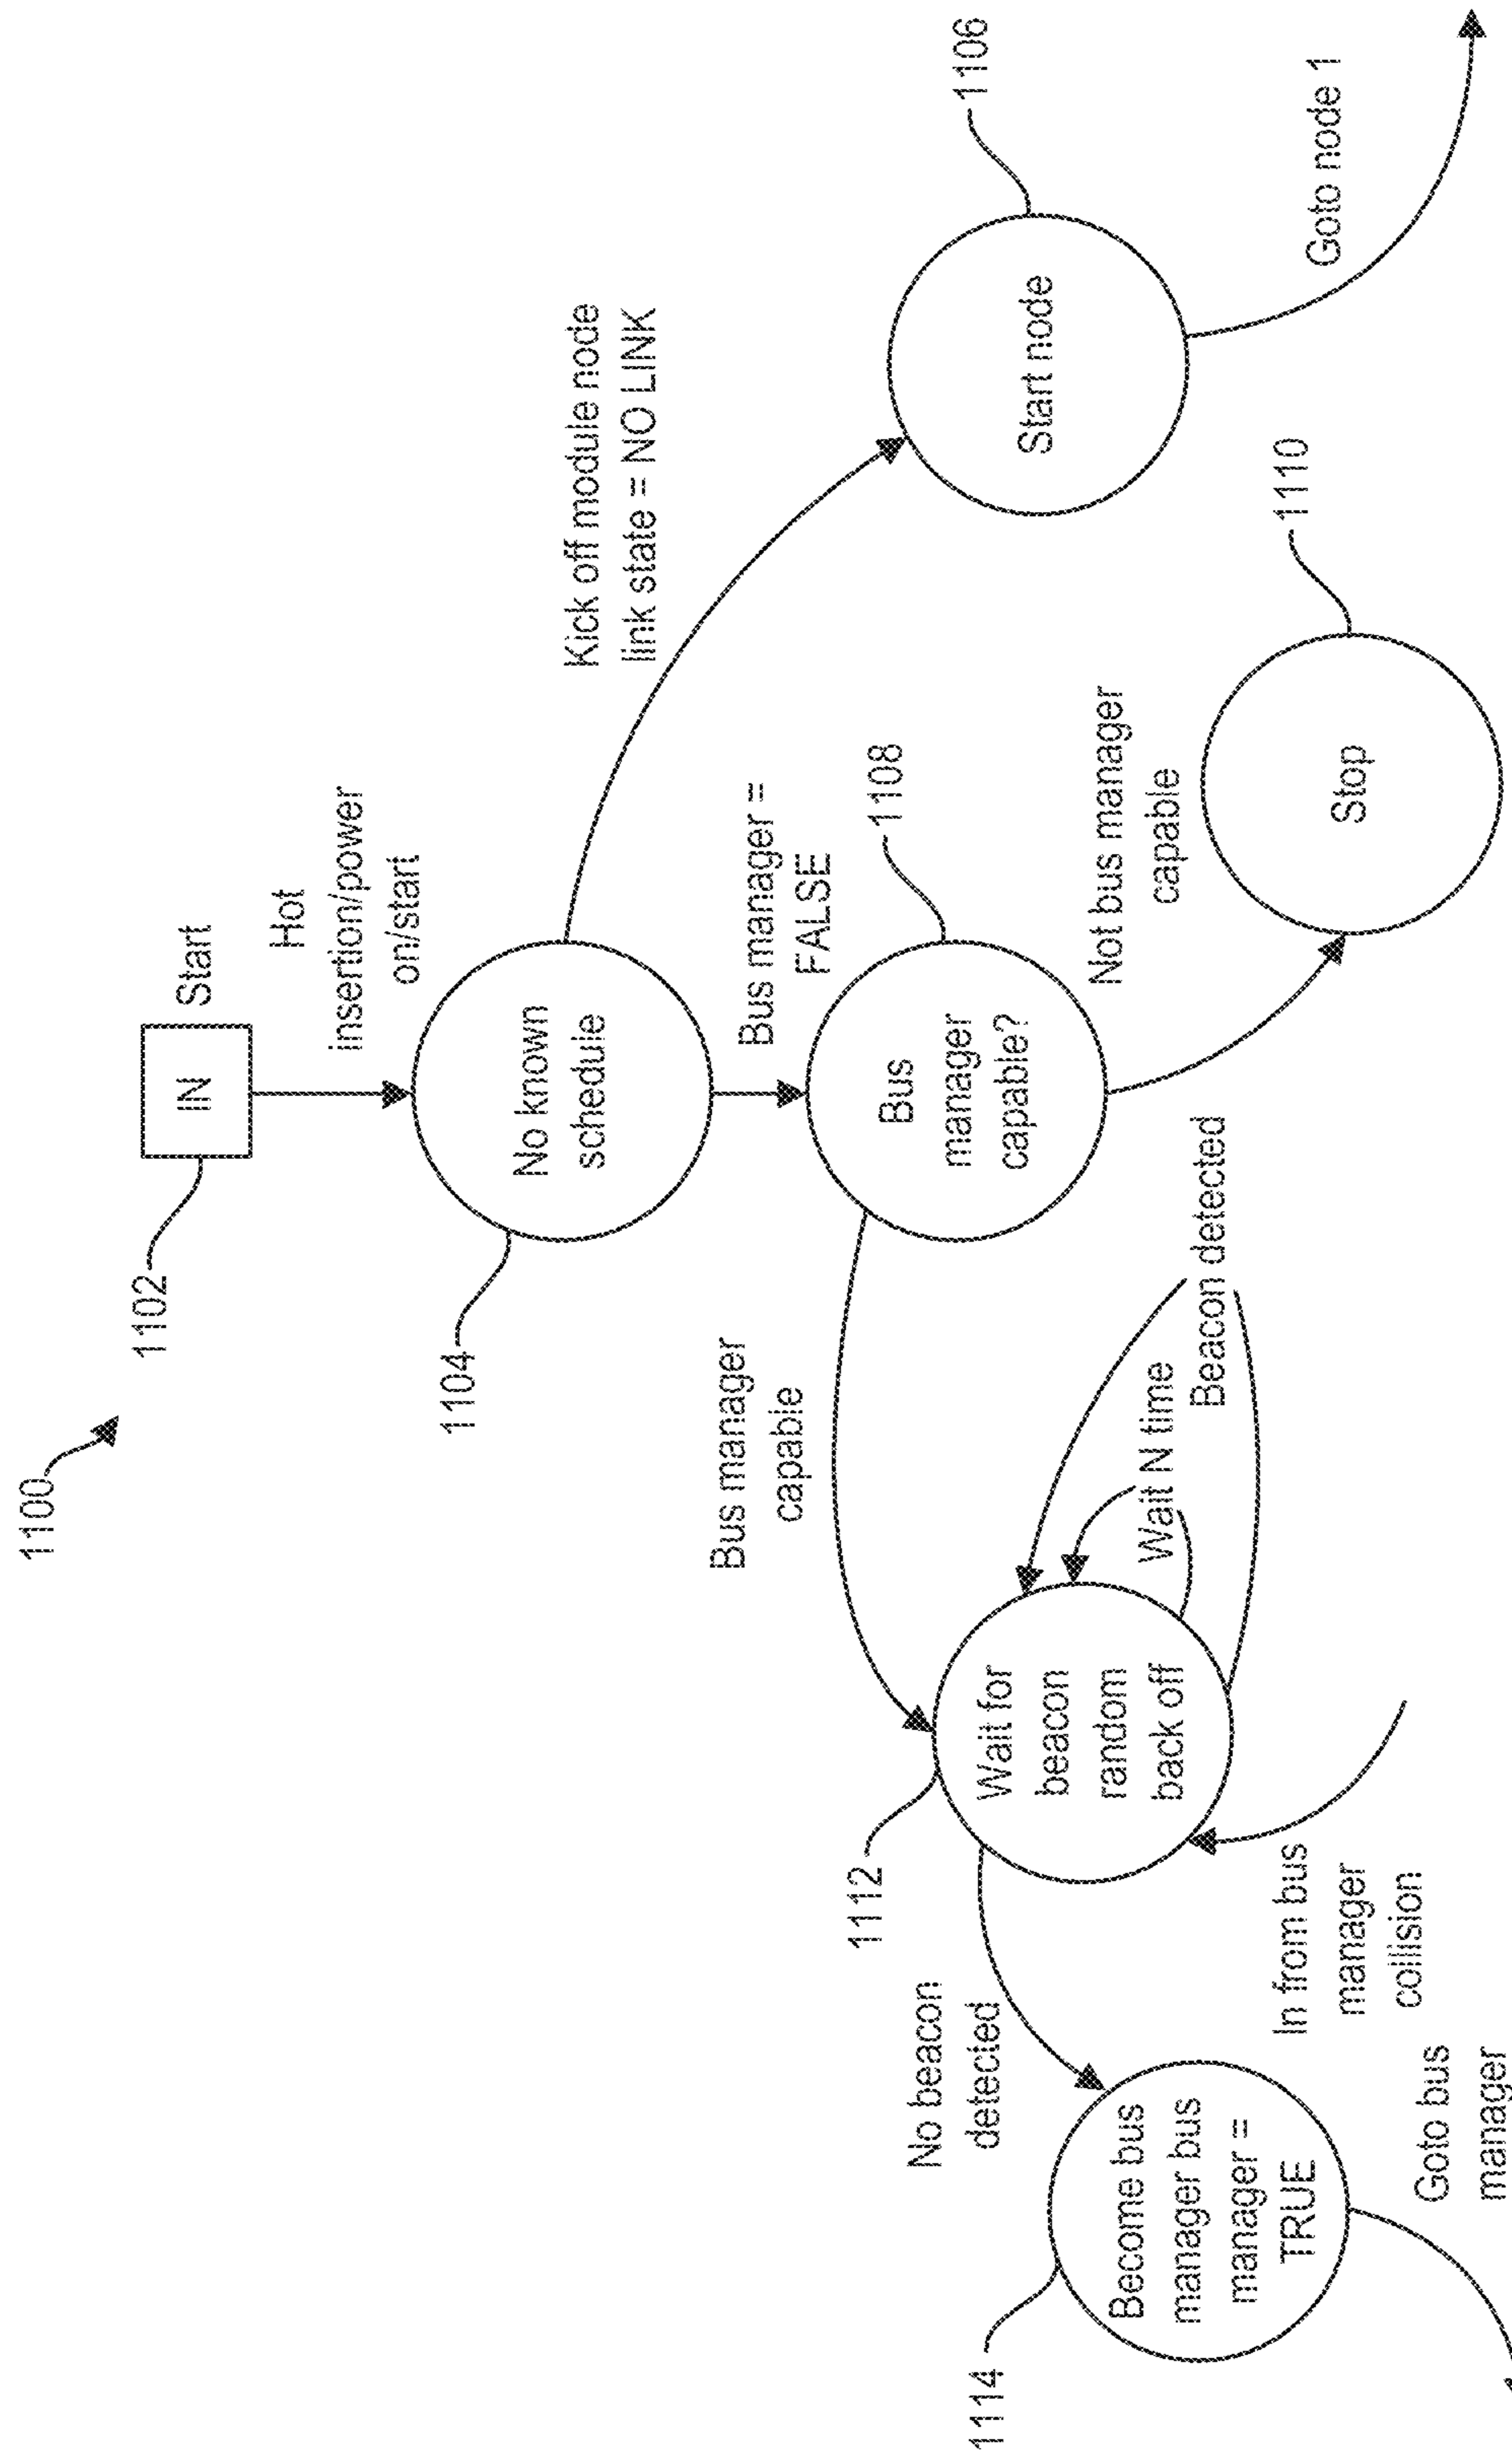 1100
1102
IN
Start
Hot
insertion/power
on/start
1104
No known
schedule
Kick off module node
link state = NO LINK
Bus manager =
FALSE
1106
Start node
Goto node 1
1108
Bus
manager
capable?
Bus manager
capable
Not bus manager
capable
1110
Stop
1112
Wait for
beacon
random
back off
Wait N time
Beacon detected
No beacon
detected
In from bus
manager
collision
1114
Become bus
manager bus
manager =
TRUE
Goto bus
manager